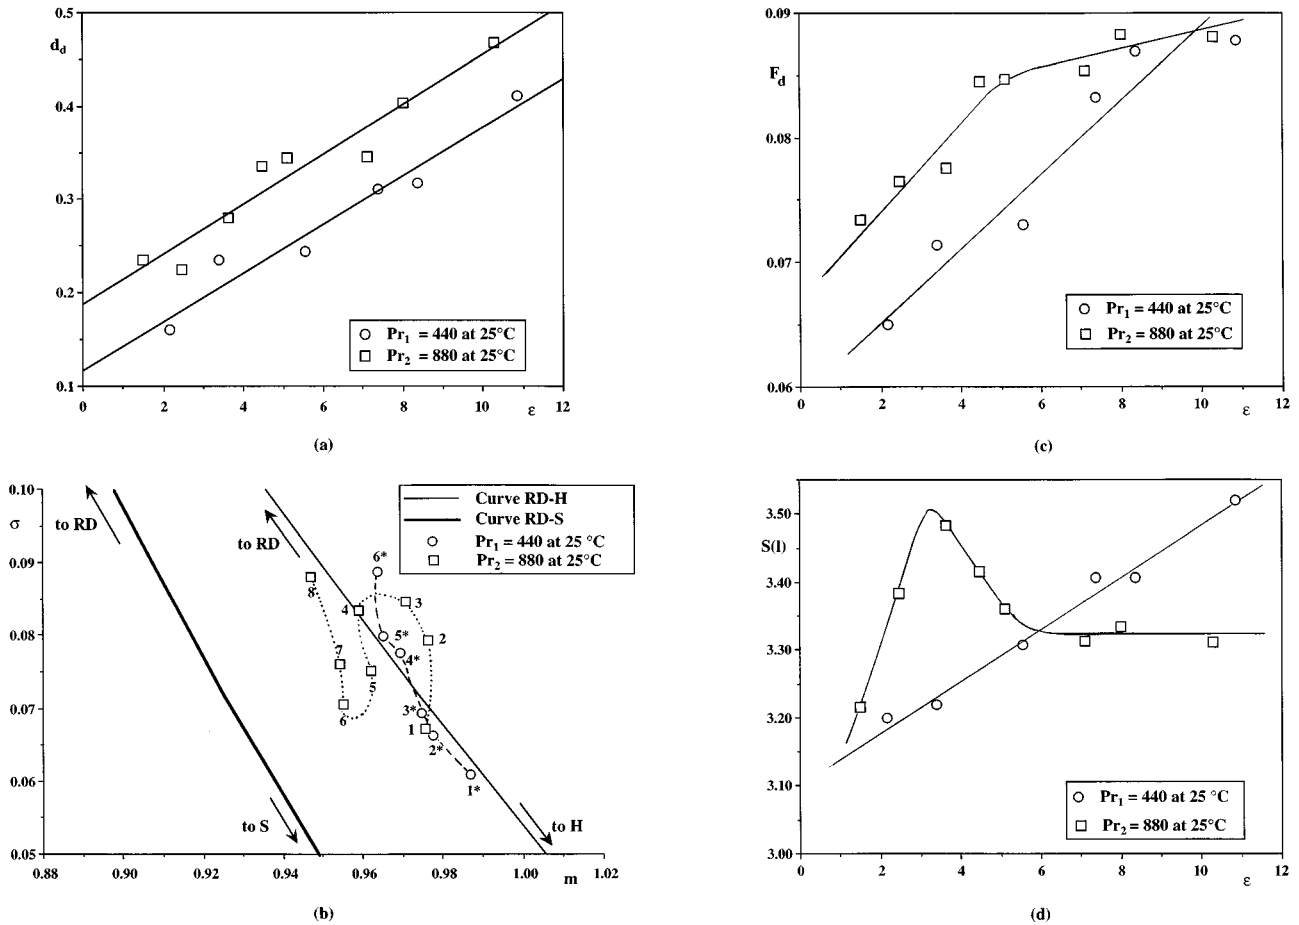 0.5
d_d
0.4
0.3
0.2
0.1
Pr₁ = 440 at 25°C
Pr₂ = 880 at 25°C
0 2 4 6 8 10 ε 12
(a)
0.09
F_d
0.08
0.07
0.06
Pr₁ = 440 at 25°C
Pr₂ = 880 at 25°C
0 2 4 6 8 10 ε 12
(c)
0.10
σ
0.09
0.08
0.07
0.06
0.05
to RD
to RD
to S
to H
Curve RD-H
Curve RD-S
Pr₁ = 440 at 25 °C
Pr₂ = 880 at 25°C
6*
8
4
3
5*
2
7
4*
5
6
3*
1
2*
1*
0.88 0.90 0.92 0.94 0.96 0.98 1.00 m 1.02
(b)
3.50
S(I)
3.40
3.30
3.20
3.10
3.00
Pr₁ = 440 at 25 °C
Pr₂ = 880 at 25°C
0 2 4 6 8 10 ε 12
(d)